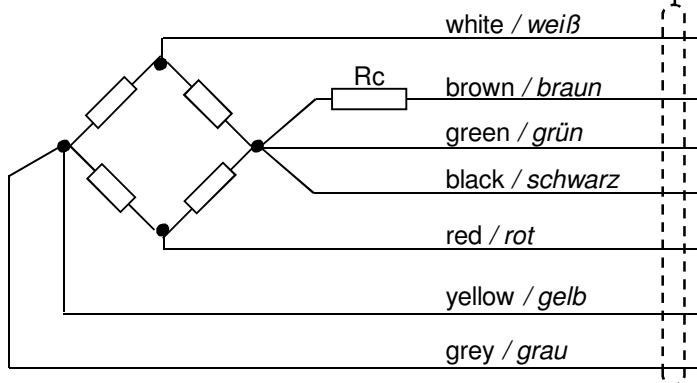 white / weiß
Rc
brown / braun
green / grün
black / schwarz
red / rot
yellow / gelb
grey / grau